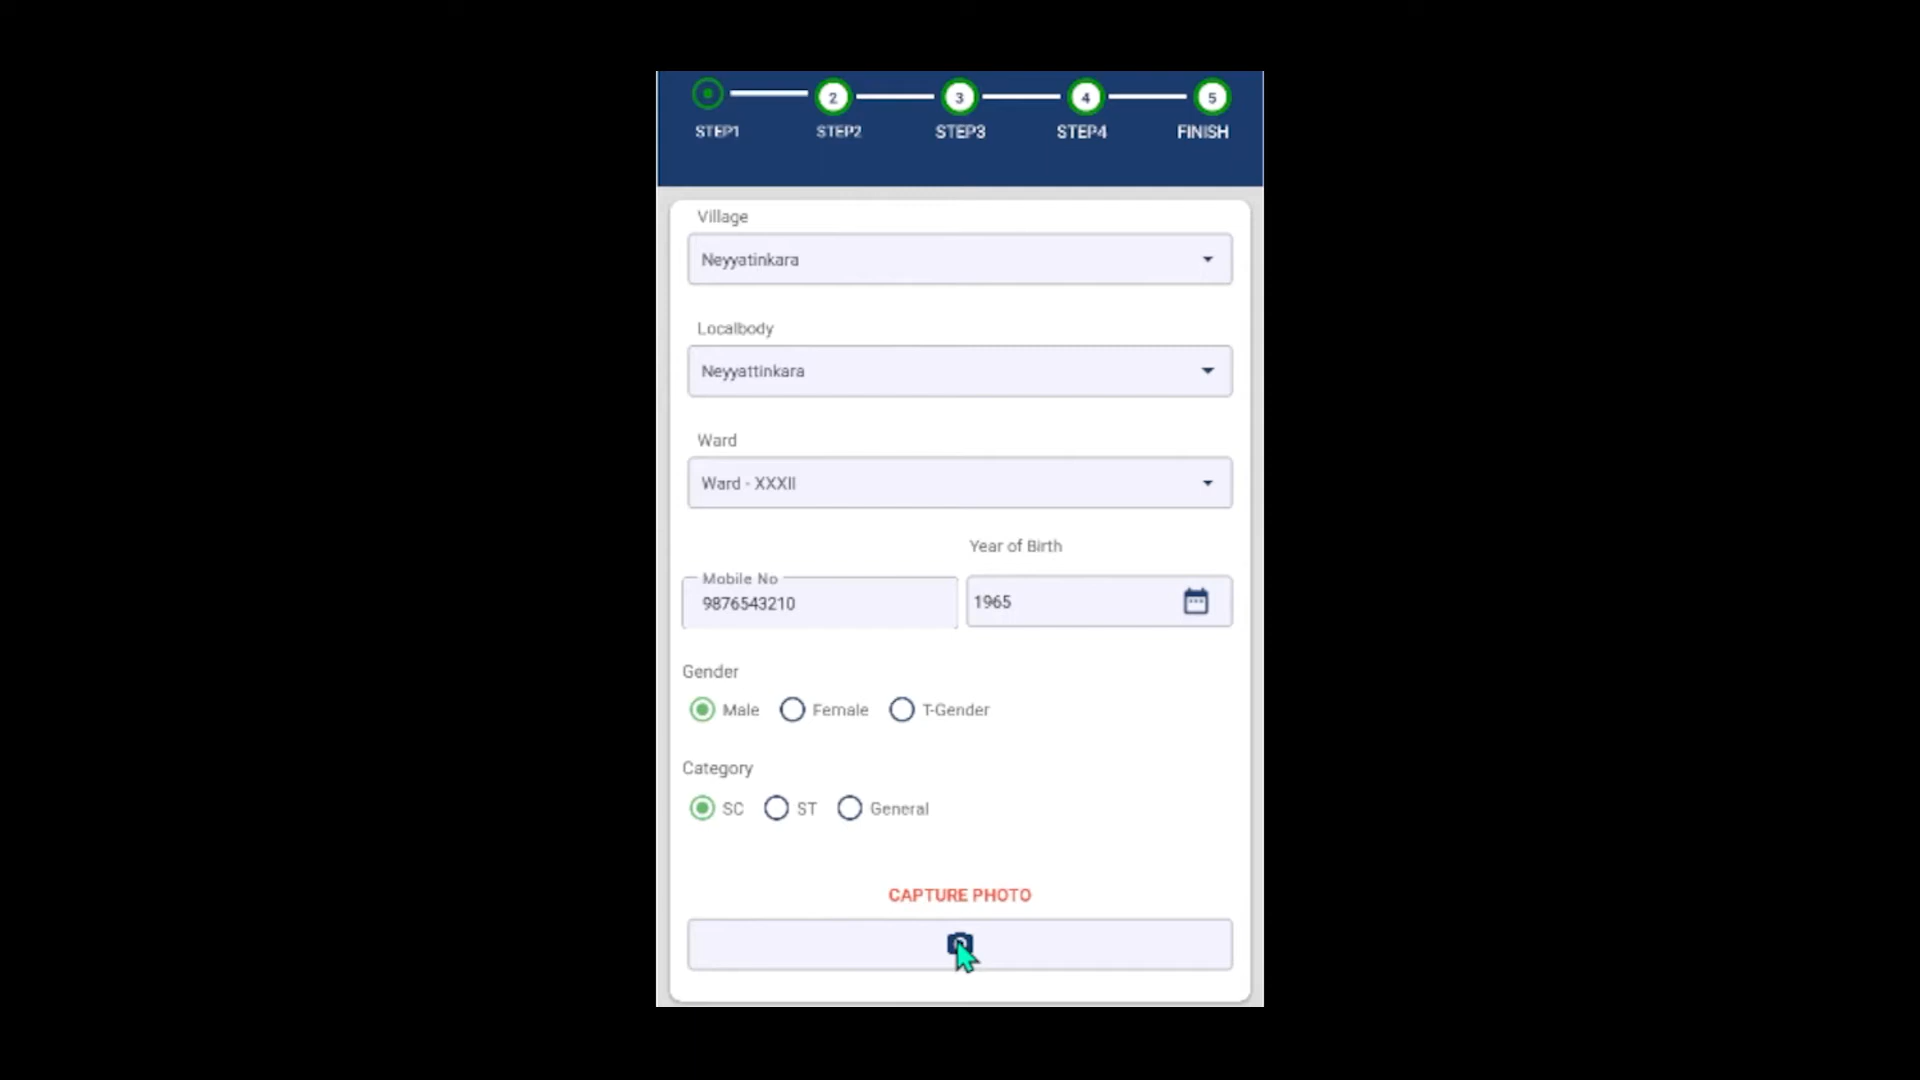 2 3 4 5
STEP1 STEP2 STEP3 STEP4 FINISH
Village
Neyyatinkara
Localbody
Neyyattinkara
Ward
Ward - XXXII
Year of Birth
Mobile No
9876543210
1965
Gender
Male Female T-Gender
Category
SC ST General
CAPTURE PHOTO